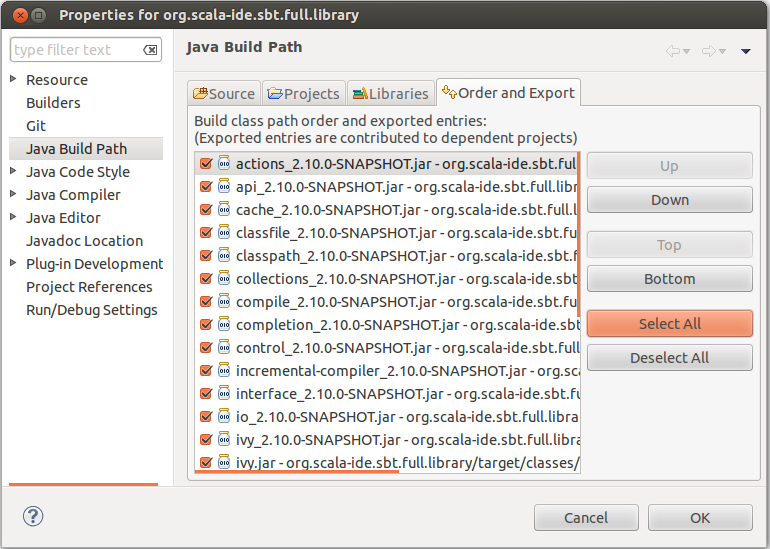 Properties for org.scala-ide.sbt.full.library
type filter text
Resource
Builders
Git
Java Build Path
Java Code Style
Java Compiler
Java Editor
Javadoc Location
Plug-in Development
Project References
Run/Debug Settings
Java Build Path
Source Projects Libraries Order and Export
Build class path order and exported entries:
(Exported entries are contributed to dependent projects)
actions_2.10.0-SNAPSHOT.jar - org.scala-ide.sbt.full
api_2.10.0-SNAPSHOT.jar - org.scala-ide.sbt.full.libr
cache_2.10.0-SNAPSHOT.jar - org.scala-ide.sbt.full.l
classfile_2.10.0-SNAPSHOT.jar - org.scala-ide.sbt.fu
classpath_2.10.0-SNAPSHOT.jar - org.scala-ide.sbt.fu
collections_2.10.0-SNAPSHOT.jar - org.scala-ide.sbt
compile_2.10.0-SNAPSHOT.jar - org.scala-ide.sbt.fu
completion_2.10.0-SNAPSHOT.jar - org.scala-ide.sbt
control_2.10.0-SNAPSHOT.jar - org.scala-ide.sbt.full
incremental-compiler_2.10.0-SNAPSHOT.jar - org.sca
interface_2.10.0-SNAPSHOT.jar - org.scala-ide.sbt.fu
io_2.10.0-SNAPSHOT.jar - org.scala-ide.sbt.full.libra
ivy_2.10.0-SNAPSHOT.jar - org.scala-ide.sbt.full.libra
ivy.jar - org.scala-ide.sbt.full.library/target/classes/
Up
Down
Top
Bottom
Select All
Deselect All
?
Cancel
OK